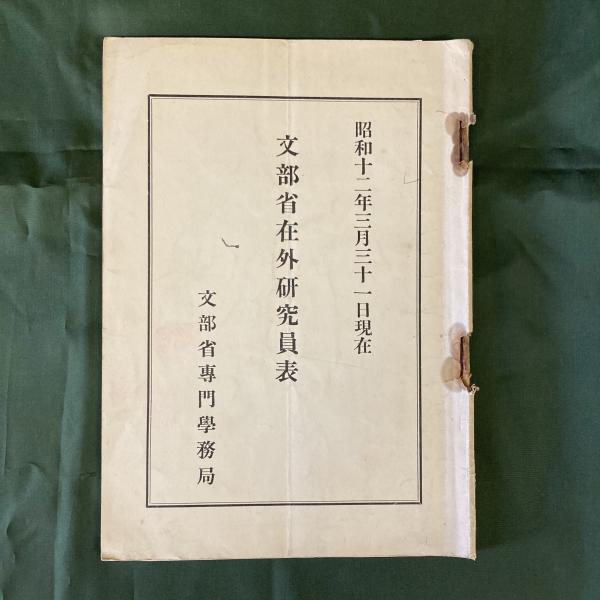 昭和十二年三月三十一日現在
文部省在外研究員表
文部省專門學務局